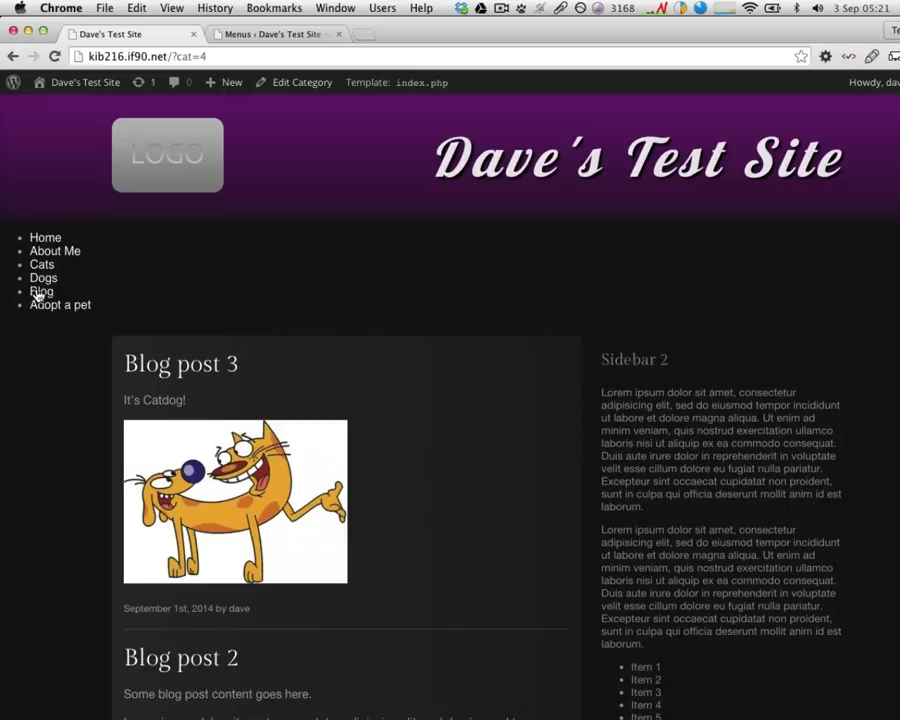 Chrome File Edit View History Bookmarks Window Users Help 3168 3 Sep 05:21
Dave's Test Site Menus ‹ Dave's Test Site
kib216.if90.net/?cat=4
Dave's Test Site 1 0 New Edit Category Template: index.php Howdy, dav
LOGO
Dave's Test Site
Home
About Me
Cats
Dogs
Blog
Adopt a pet
Blog post 3
It's Catdog!
September 1st, 2014 by dave
Blog post 2
Some blog post content goes here.
Sidebar 2
Lorem ipsum dolor sit amet, consectetur
adipisicing elit, sed do eiusmod tempor incididunt
ut labore et dolore magna aliqua. Ut enim ad
minim veniam, quis nostrud exercitation ullamco
laboris nisi ut aliquip ex ea commodo consequat.
Duis aute irure dolor in reprehenderit in voluptate
velit esse cillum dolore eu fugiat nulla pariatur.
Excepteur sint occaecat cupidatat non proident,
sunt in culpa qui officia deserunt mollit anim id est
laborum.
Lorem ipsum dolor sit amet, consectetur
adipisicing elit, sed do eiusmod tempor incididunt
ut labore et dolore magna aliqua. Ut enim ad
minim veniam, quis nostrud exercitation ullamco
laboris nisi ut aliquip ex ea commodo consequat.
Duis aute irure dolor in reprehenderit in voluptate
velit esse cillum dolore eu fugiat nulla pariatur.
Excepteur sint occaecat cupidatat non proident,
sunt in culpa qui officia deserunt mollit anim id est
laborum.
Item 1
Item 2
Item 3
Item 4
Item 5